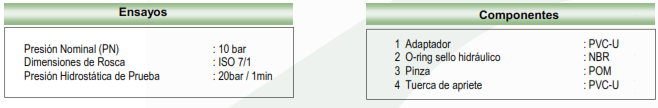 Ensayos
Presión Nominal (PN) : 10 bar
Dimensiones de Rosca : ISO 7/1
Presión Hidrostática de Prueba : 20bar / 1min
Componentes
1 Adaptador : PVC-U
2 O-ring sello hidráulico : NBR
3 Pinza : POM
4 Tuerca de apriete : PVC-U